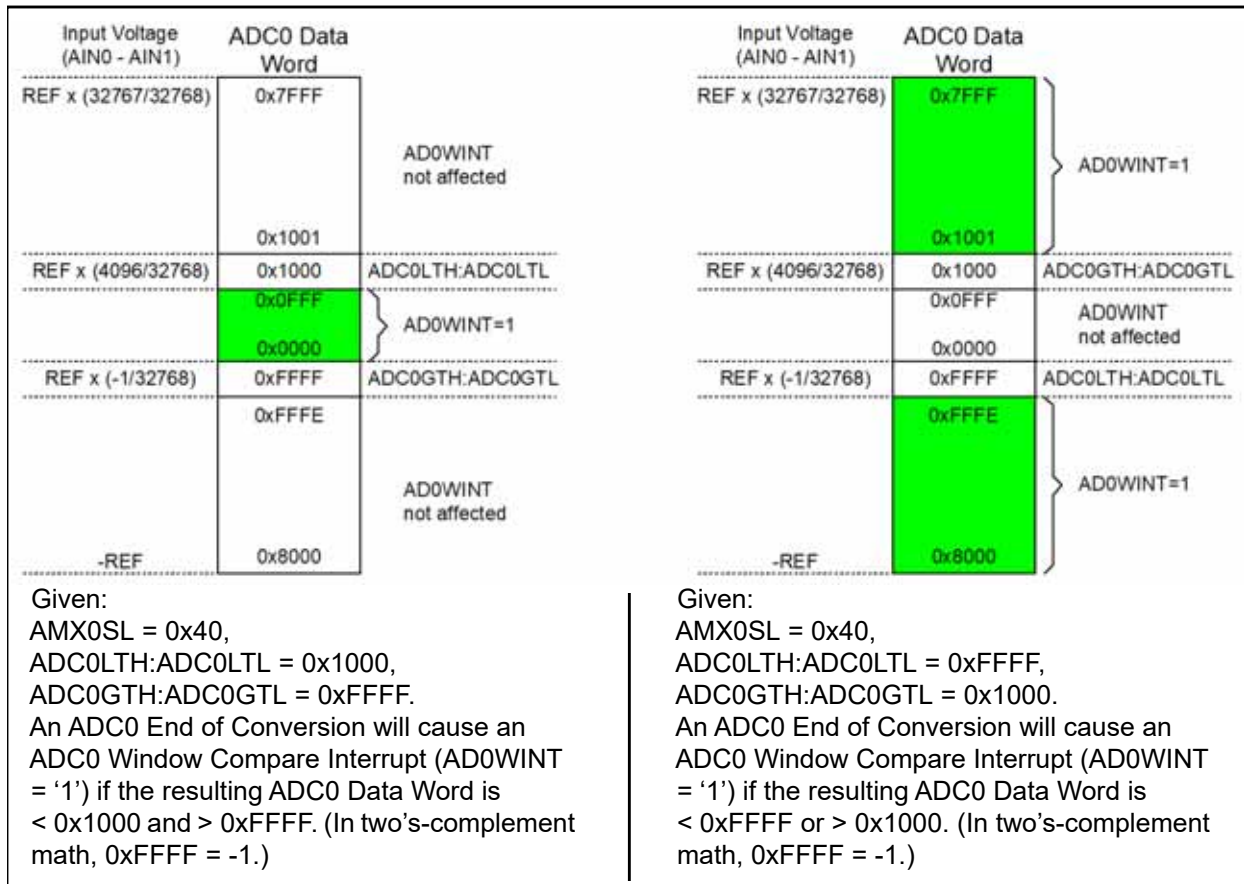 Input Voltage
(AIN0 - AIN1)
ADC0 Data
Word
REF x (32767/32768)
0x7FFF
AD0WINT
not affected
0x1001
REF x (4096/32768)
0x1000
ADC0LTH:ADC0LTL
0x0FFF
AD0WINT=1
0x0000
REF x (-1/32768)
0xFFFF
ADC0GTH:ADC0GTL
0xFFFE
AD0WINT
not affected
-REF
0x8000
Given:
AMX0SL = 0x40,
ADC0LTH:ADC0LTL = 0x1000,
ADC0GTH:ADC0GTL = 0xFFFF.
An ADC0 End of Conversion will cause an
ADC0 Window Compare Interrupt (AD0WINT
= ‘1’) if the resulting ADC0 Data Word is
< 0x1000 and > 0xFFFF. (In two’s-complement
math, 0xFFFF = -1.)
Input Voltage
(AIN0 - AIN1)
ADC0 Data
Word
REF x (32767/32768)
0x7FFF
AD0WINT=1
0x1001
REF x (4096/32768)
0x1000
ADC0GTH:ADC0GTL
0x0FFF
AD0WINT
not affected
0x0000
REF x (-1/32768)
0xFFFF
ADC0LTH:ADC0LTL
0xFFFE
AD0WINT=1
-REF
0x8000
Given:
AMX0SL = 0x40,
ADC0LTH:ADC0LTL = 0xFFFF,
ADC0GTH:ADC0GTL = 0x1000.
An ADC0 End of Conversion will cause an
ADC0 Window Compare Interrupt (AD0WINT
= ‘1’) if the resulting ADC0 Data Word is
< 0xFFFF or > 0x1000. (In two’s-complement
math, 0xFFFF = -1.)